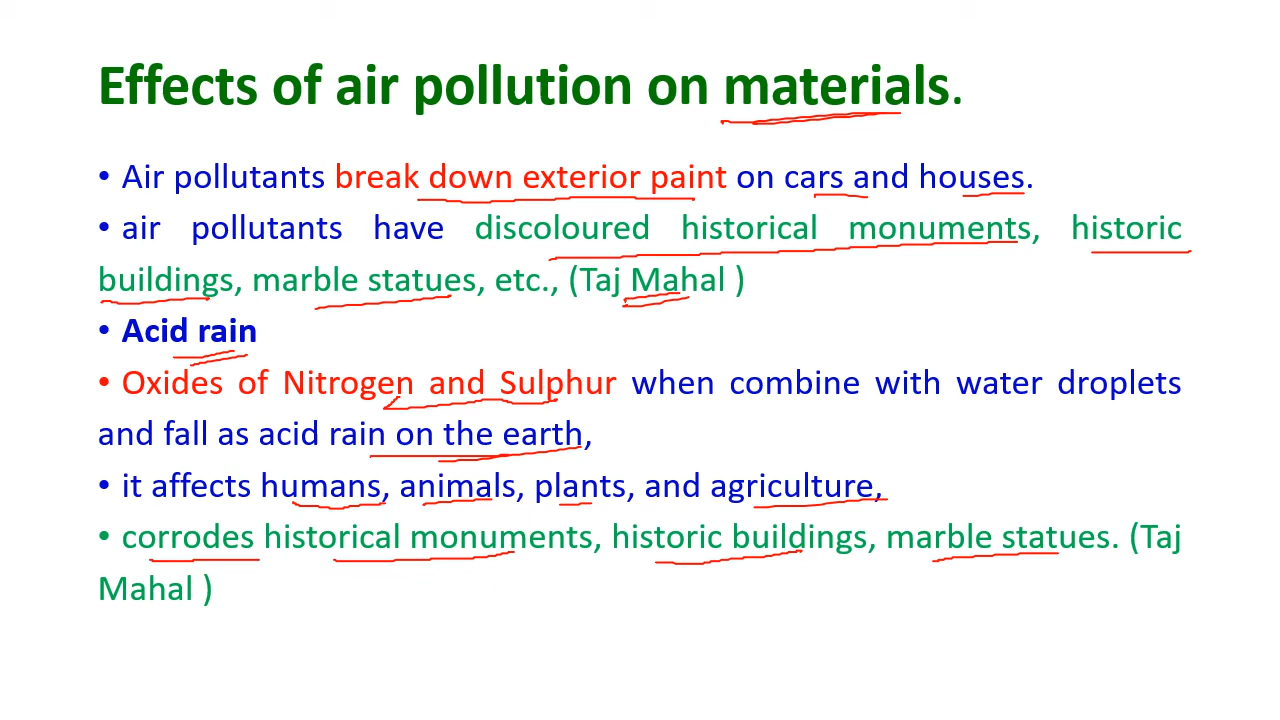 Effects of air pollution on materials.
• Air pollutants break down exterior paint on cars and houses.
• air pollutants have discoloured historical monuments, historic
buildings, marble statues, etc., (Taj Mahal )
• Acid rain
• Oxides of Nitrogen and Sulphur when combine with water droplets
and fall as acid rain on the earth,
• it affects humans, animals, plants, and agriculture,
• corrodes historical monuments, historic buildings, marble statues. (Taj
Mahal )